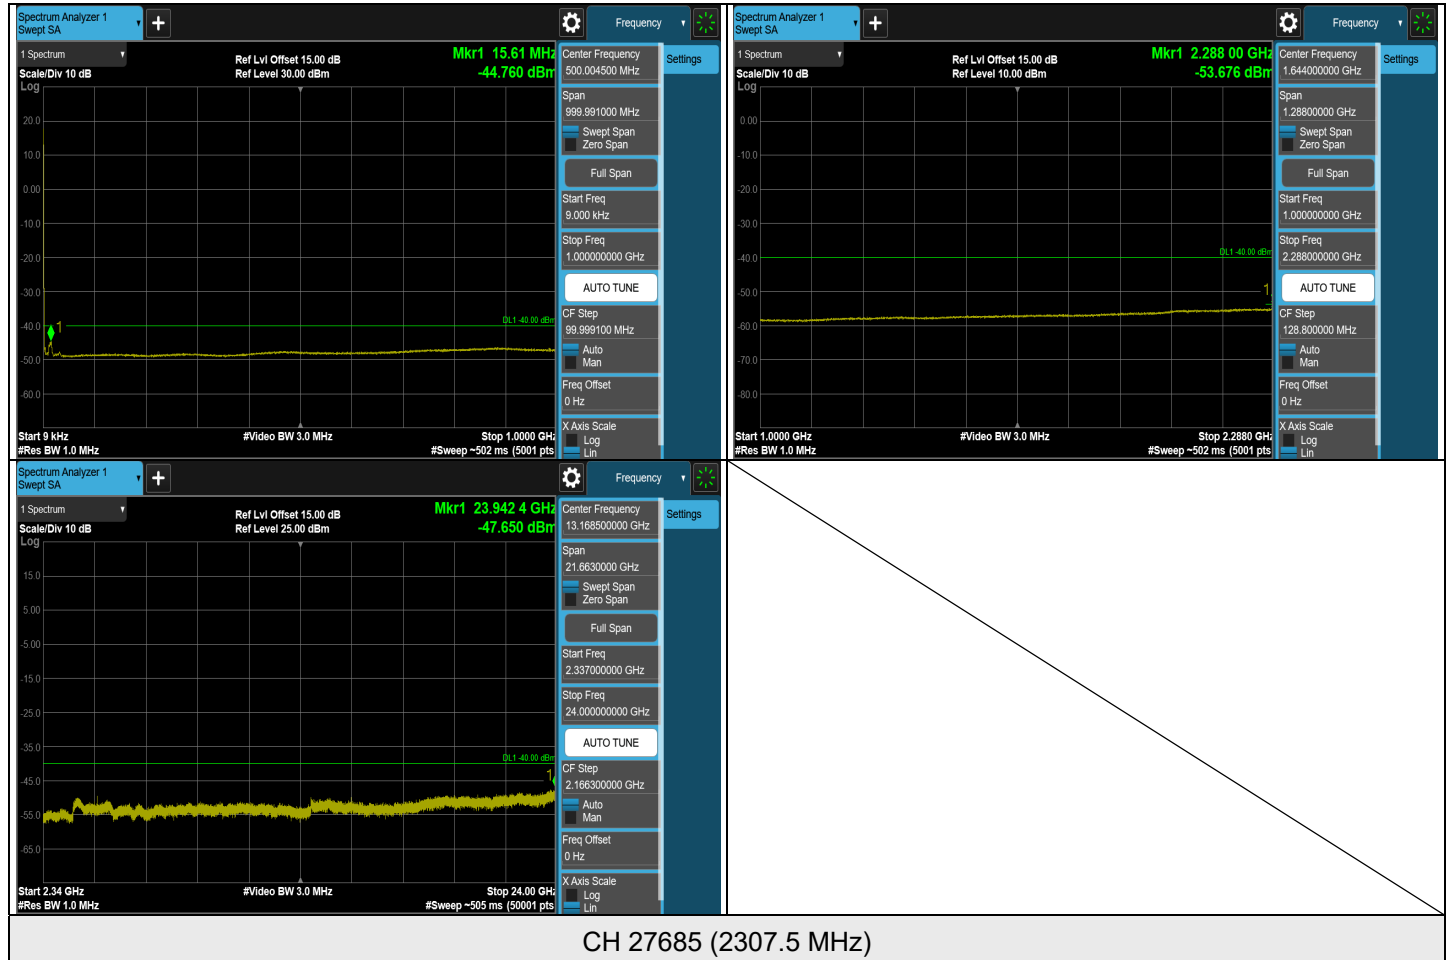 Spectrum Analyzer 1
Swept SA
+
Frequency
1 Spectrum
Scale/Div 10 dB
Log
Ref Lvl Offset 15.00 dB
Ref Level 30.00 dBm
Mkr1 15.61 MHz
-44.760 dBm
20.0
10.0
0.00
-10.0
-20.0
-30.0
-40.0
-50.0
-60.0
1
DL1 -40.00 dBm
Start 9 kHz
#Res BW 1.0 MHz
#Video BW 3.0 MHz
Stop 1.0000 GHz
#Sweep ~502 ms (5001 pts)
Center Frequency
500.004500 MHz
Span
999.991000 MHz
Swept Span
Zero Span
Full Span
Start Freq
9.000 kHz
Stop Freq
1.000000000 GHz
AUTO TUNE
CF Step
99.999100 MHz
Auto
Man
Freq Offset
0 Hz
X Axis Scale
Log
Lin
Settings
Spectrum Analyzer 1
Swept SA
+
Frequency
1 Spectrum
Scale/Div 10 dB
Log
Ref Lvl Offset 15.00 dB
Ref Level 10.00 dBm
Mkr1 2.288 00 GHz
-53.676 dBm
0.00
-10.0
-20.0
-30.0
-40.0
-50.0
-60.0
-70.0
-80.0
DL1 -40.00 dBm
1
Start 1.0000 GHz
#Res BW 1.0 MHz
#Video BW 3.0 MHz
Stop 2.2880 GHz
#Sweep ~502 ms (5001 pts)
Center Frequency
1.644000000 GHz
Span
1.28800000 GHz
Swept Span
Zero Span
Full Span
Start Freq
1.000000000 GHz
Stop Freq
2.288000000 GHz
AUTO TUNE
CF Step
128.800000 MHz
Auto
Man
Freq Offset
0 Hz
X Axis Scale
Log
Lin
Settings
Spectrum Analyzer 1
Swept SA
+
Frequency
1 Spectrum
Scale/Div 10 dB
Log
Ref Lvl Offset 15.00 dB
Ref Level 25.00 dBm
Mkr1 23.942 4 GHz
-47.650 dBm
15.0
5.00
-5.00
-15.0
-25.0
-35.0
-45.0
-55.0
-65.0
DL1 -40.00 dBm
1
Start 2.34 GHz
#Res BW 1.0 MHz
#Video BW 3.0 MHz
Stop 24.00 GHz
#Sweep ~505 ms (50001 pts)
Center Frequency
13.168500000 GHz
Span
21.6630000 GHz
Swept Span
Zero Span
Full Span
Start Freq
2.337000000 GHz
Stop Freq
24.000000000 GHz
AUTO TUNE
CF Step
2.166300000 GHz
Auto
Man
Freq Offset
0 Hz
X Axis Scale
Log
Lin
Settings
CH 27685 (2307.5 MHz)